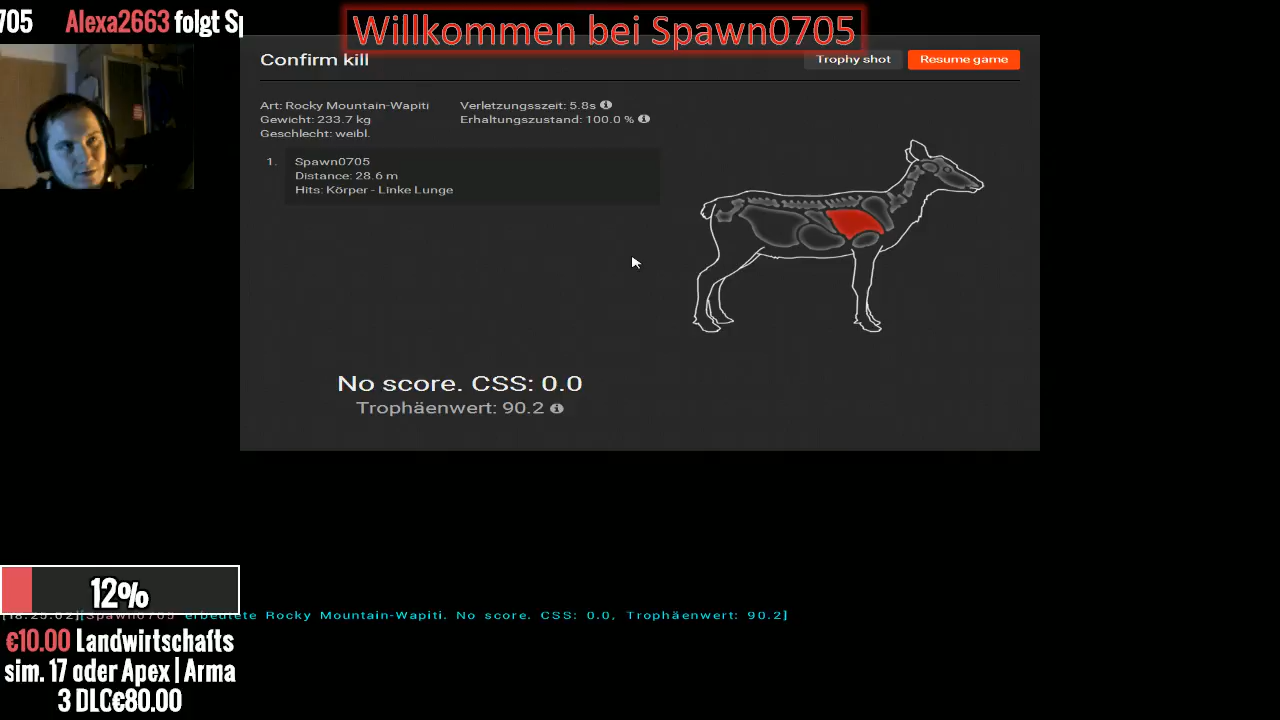 705 Alexa2663 folgt Sp
Willkommen bei Spawn0705
Confirm kill
Trophy shot
Resume game
Art: Rocky Mountain-Wapiti
Gewicht: 233.7 kg
Geschlecht: weibl.
Verletzungsszeit: 5.8s
Erhaltungszustand: 100.0 %
1. Spawn0705
Distance: 28.6 m
Hits: Körper - Linke Lunge
No score. CSS: 0.0
Trophäenwert: 90.2
12%
[Spawn0705 erbeutete Rocky Mountain-Wapiti. No score. CSS: 0.0, Trophäenwert: 90.2]
€10.00 Landwirtschafts
sim. 17 oder Apex | Arma
3 DLC€80.00